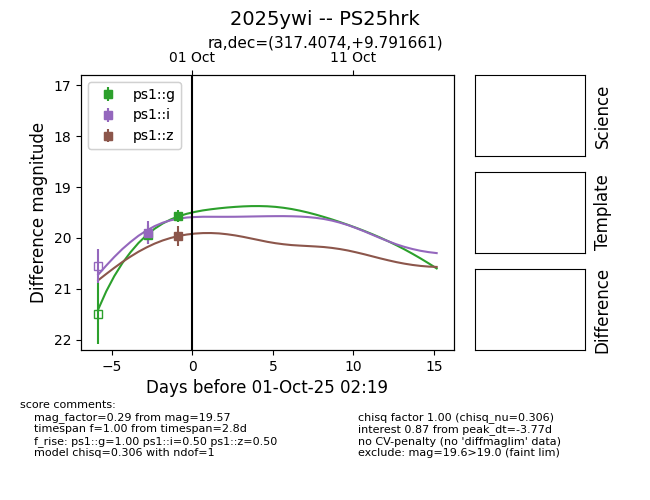 2025ywi -- PS25hrk
ra,dec=(317.4074,+9.791661)
01 Oct
11 Oct
17
18
19
20
21
22
Difference magnitude
ps1::g
ps1::i
ps1::z
−5
0
5
10
15
Days before 01-Oct-25 02:19
Science
Template
Difference
score comments:
mag_factor=0.29 from mag=19.57
timespan f=1.00 from timespan=2.8d
f_rise: ps1::g=1.00 ps1::i=0.50 ps1::z=0.50
model chisq=0.306 with ndof=1
chisq factor 1.00 (chisq_nu=0.306)
interest 0.87 from peak_dt=-3.77d
no CV-penalty (no 'diffmaglim' data)
exclude: mag=19.6>19.0 (faint lim)